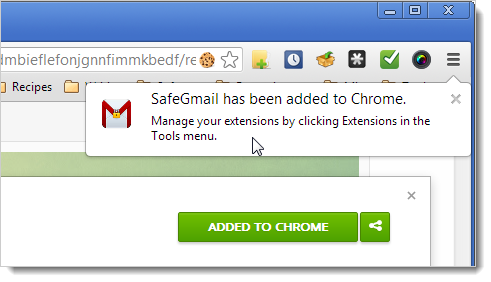 dmbieflefonjgnnfimmkbedf/re
Recipes
SafeGmail has been added to Chrome.
Manage your extensions by clicking Extensions in the
Tools menu.
ADDED TO CHROME